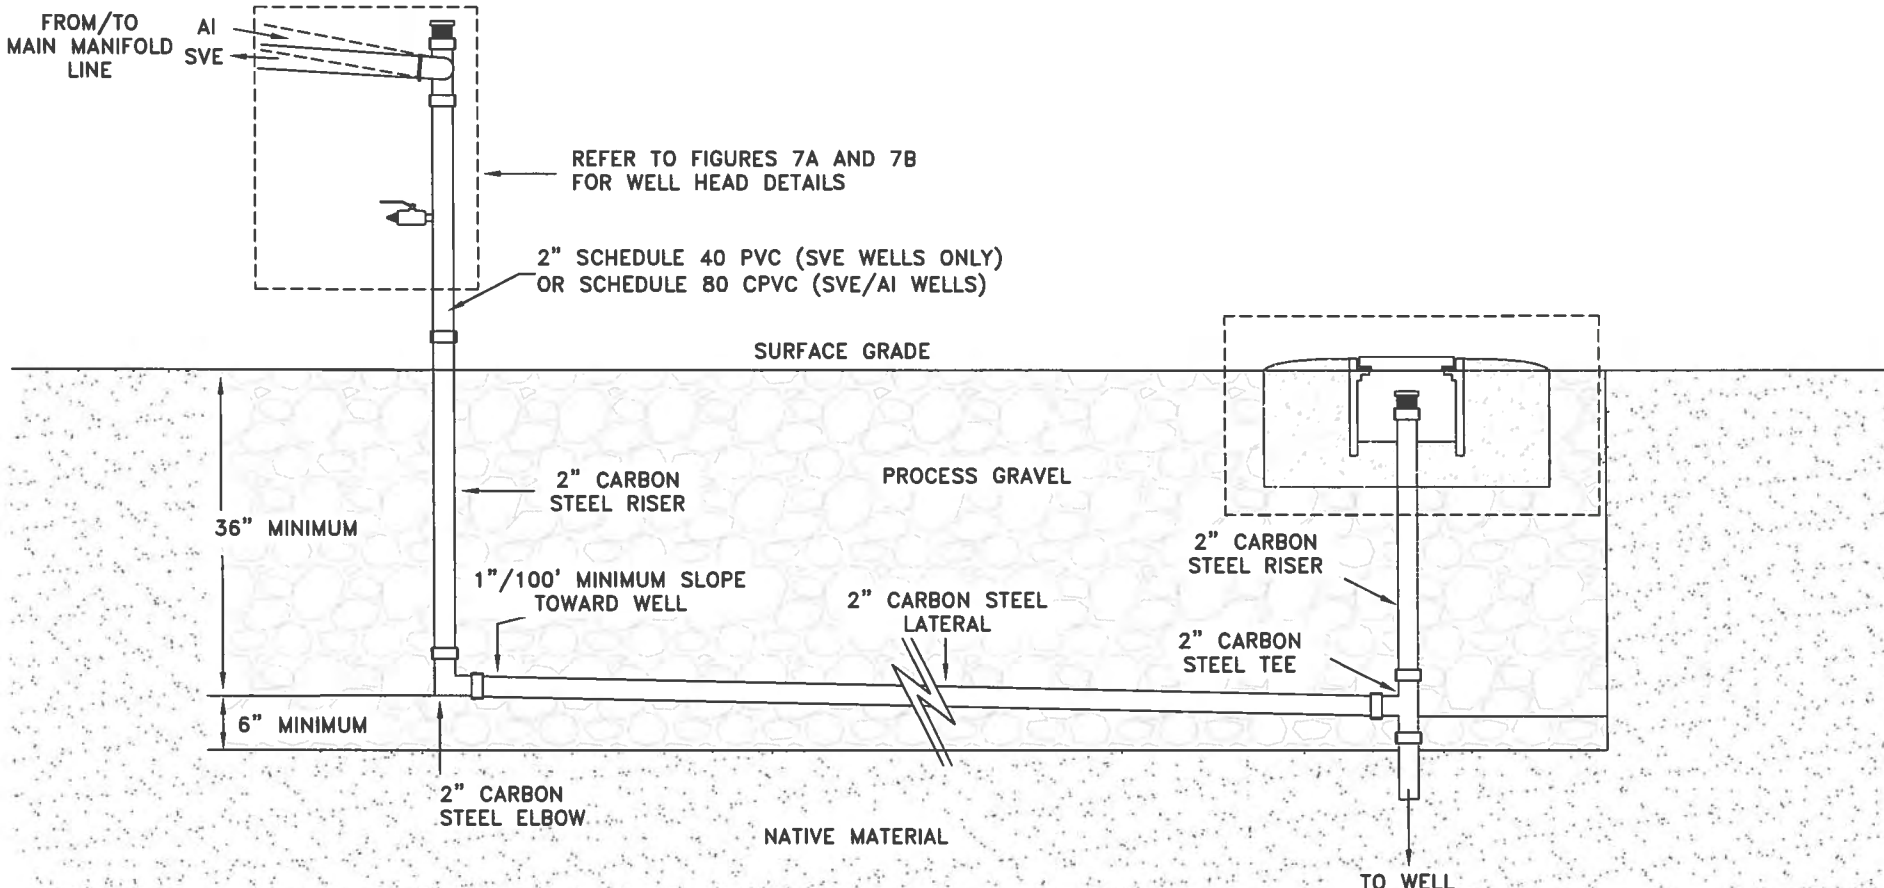 FROM/TO
MAIN MANIFOLD
LINE
AI
SVE
REFER TO FIGURES 7A AND 7B
FOR WELL HEAD DETAILS
2" SCHEDULE 40 PVC (SVE WELLS ONLY)
OR SCHEDULE 80 CPVC (SVE/AI WELLS)
SURFACE GRADE
2" CARBON
STEEL RISER
PROCESS GRAVEL
36" MINIMUM
2" CARBON
STEEL RISER
1"/100' MINIMUM SLOPE
TOWARD WELL
2" CARBON STEEL
LATERAL
2" CARBON
STEEL TEE
6" MINIMUM
2" CARBON
STEEL ELBOW
NATIVE MATERIAL
TO WELL